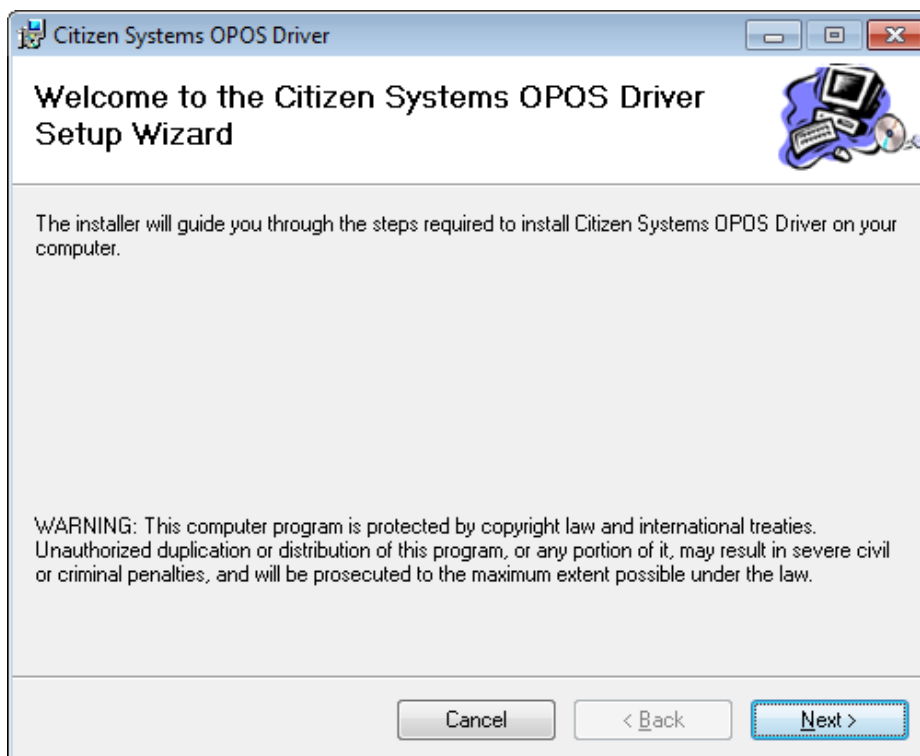 Citizen Systems OPOS Driver
Welcome to the Citizen Systems OPOS Driver
Setup Wizard
The installer will guide you through the steps required to install Citizen Systems OPOS Driver on your
computer.
WARNING: This computer program is protected by copyright law and international treaties.
Unauthorized duplication or distribution of this program, or any portion of it, may result in severe civil
or criminal penalties, and will be prosecuted to the maximum extent possible under the law.
Cancel < Back Next >